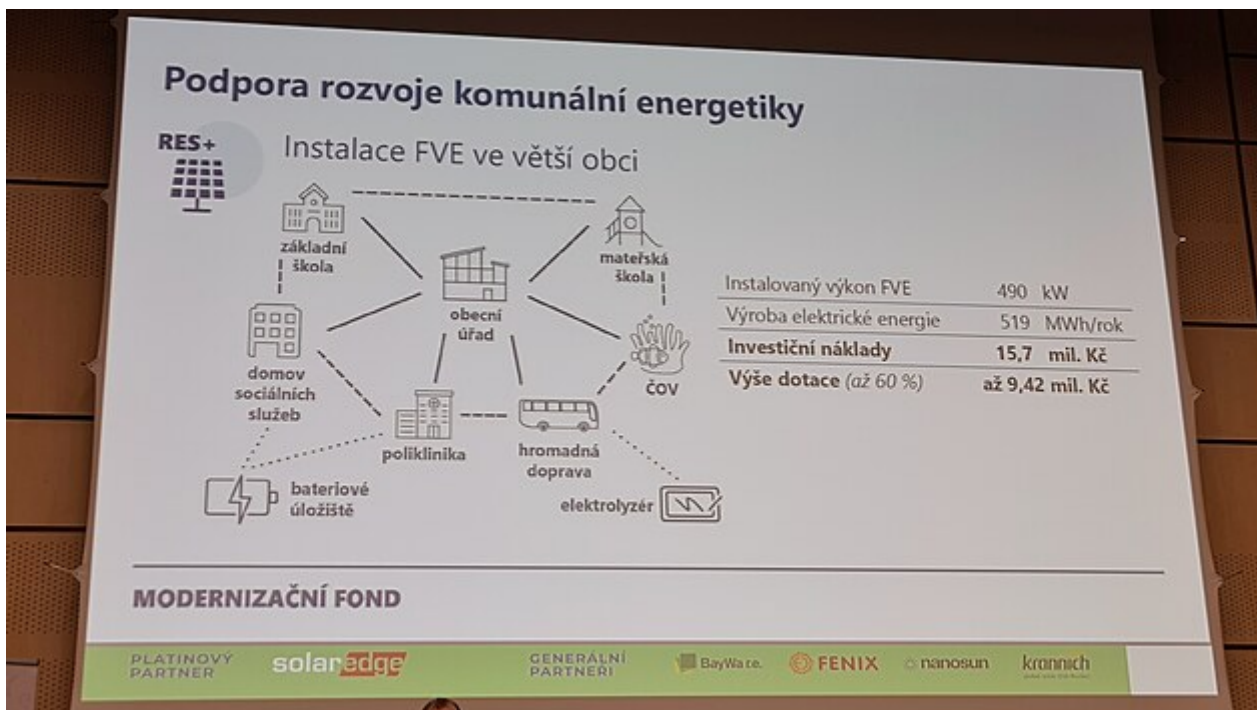 Podpora rozvoje komunální energetiky
RES+
Instalace FVE ve větší obci
základní
škola
mateřská
škola
obecní
úřad
domov
sociálních
služeb
ČOV
poliklinika
hromadná
doprava
bateriové
úložiště
elektrolyzér
Instalovaný výkon FVE 490 kW
Výroba elektrické energie 519 MWh/rok
Investiční náklady 15,7 mil. Kč
Výše dotace (až 60 %) až 9,42 mil. Kč
MODERNIZAČNÍ FOND
PLATINOVÝ
PARTNER
solaredge
GENERÁLNÍ
PARTNEŘI
BayWa r.e.
FENIX
nanosun
krannich